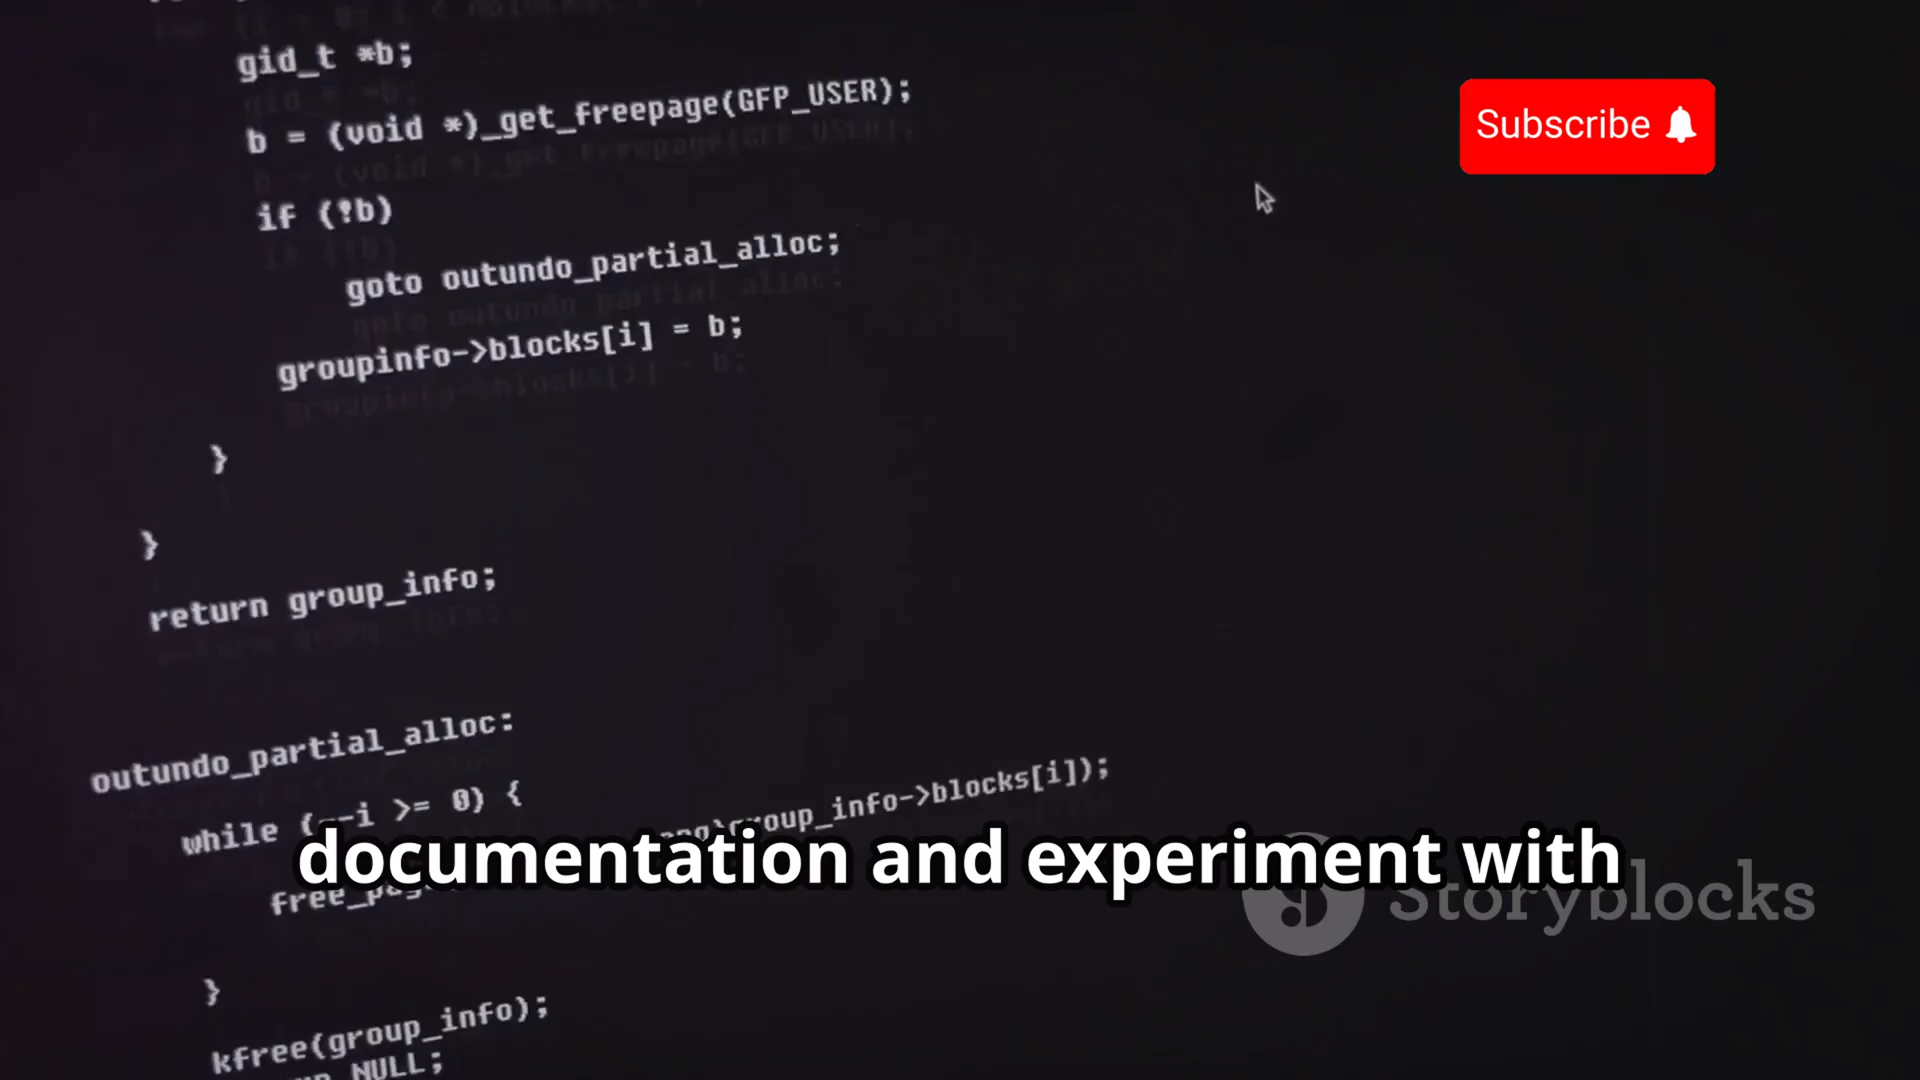 gid_t *b;
b = (void *)_get_freepage(GFP_USER);
if (!b)
goto outundo_partial_alloc;
groupinfo->blocks[i] = b;
}
}
return group_info;
outundo_partial_alloc:
while (--i >= 0) {
group_info->blocks[i]);
}
kfree(group_info);
NULL;
Subscribe
documentation and experiment with
Storyblocks